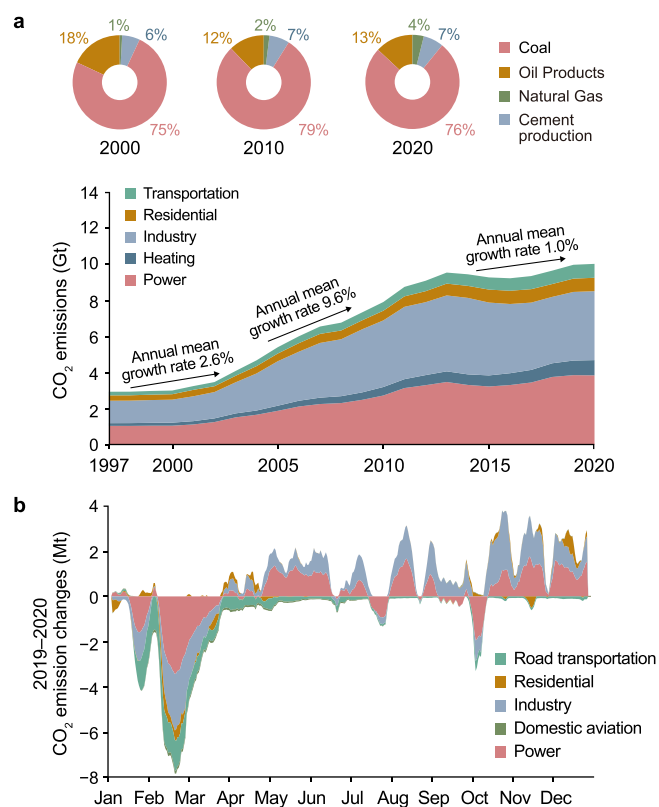 a
1%
2%
4%
18%
6%
12%
7%
13%
7%
75%
79%
76%
2000
2010
2020
Coal
Oil Products
Natural Gas
Cement
production
14
12
10
8
6
4
2
0
CO2 emissions (Gt)
Transportation
Residential
Industry
Heating
Power
Annual mean
growth rate 2.6%
Annual mean
growth rate 9.6%
Annual mean
growth rate 1.0%
1997
2000
2005
2010
2015
2020
b
4
2
0
−2
−4
−6
−8
2019–2020
CO2 emission changes (Mt)
Road transportation
Residential
Industry
Domestic aviation
Power
Jan
Feb
Mar
Apr
May
Jun
Jul
Aug
Sep
Oct
Nov
Dec